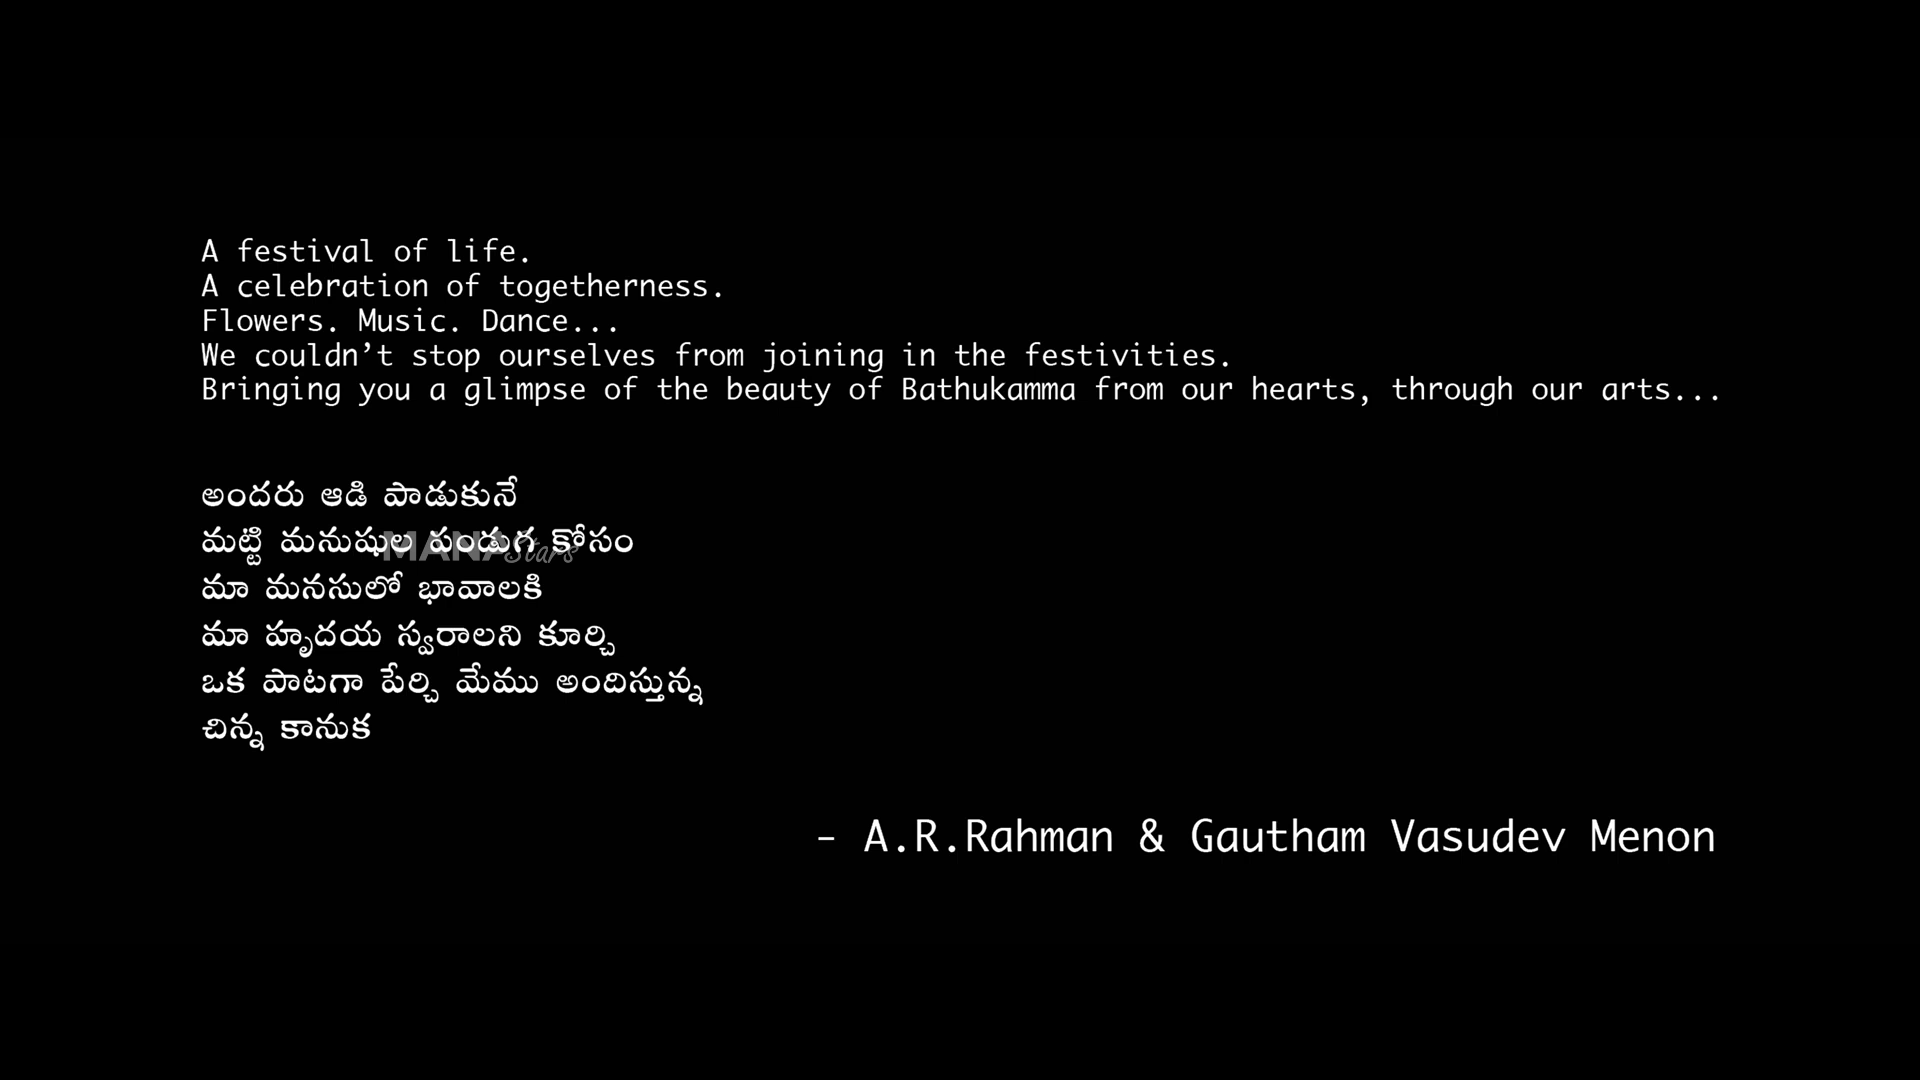 A festival of life.
A celebration of togetherness.
Flowers. Music. Dance...
We couldn’t stop ourselves from joining in the festivities.
Bringing you a glimpse of the beauty of Bathukamma from our hearts, through our arts...
అందరు ఆడి పాడుకునే
మట్టి మనుషుల పండుగ కోసం
MANA Stars
మా మనసులో భావాలకి
మా హృదయ స్వరాలని కూర్చి
ఒక పాటగా పేర్చి మేము అందిస్తున్న
చిన్న కానుక
- A.R.Rahman & Gautham Vasudev Menon